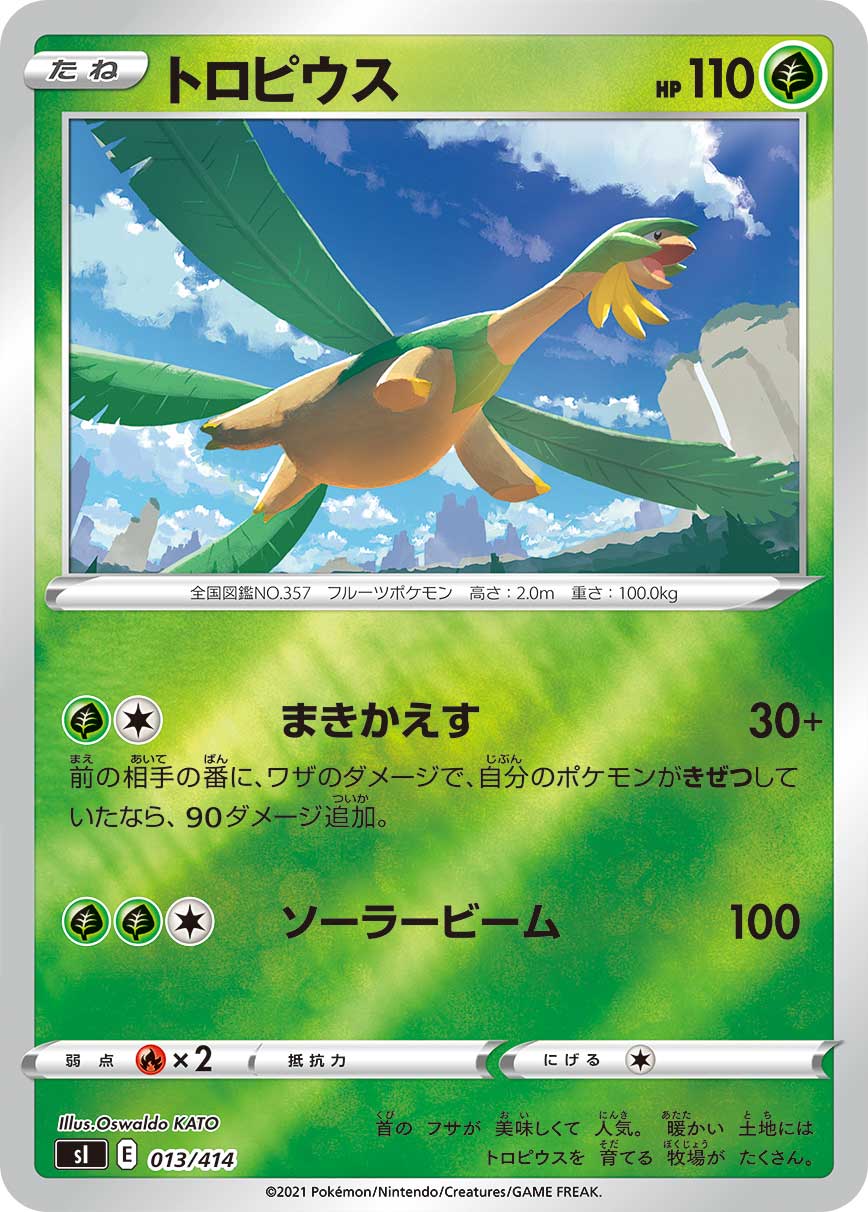 たね トロピウス HP 110
全国図鑑NO.357 フルーツポケモン 高さ:2.0m 重さ:100.0kg
まきかえす 30+
前の相手の番に、ワザのダメージで、自分のポケモンがきぜつして
いたなら、90ダメージ追加。
ソーラービーム 100
弱点 ×2 抵抗力 にげる
Illus.Oswaldo KATO
sI E 013/414
首の フサが 美味しくて 人気。 暖かい 土地には
トロピウスを 育てる 牧場が たくさん。
©2021 Pokémon/Nintendo/Creatures/GAME FREAK.